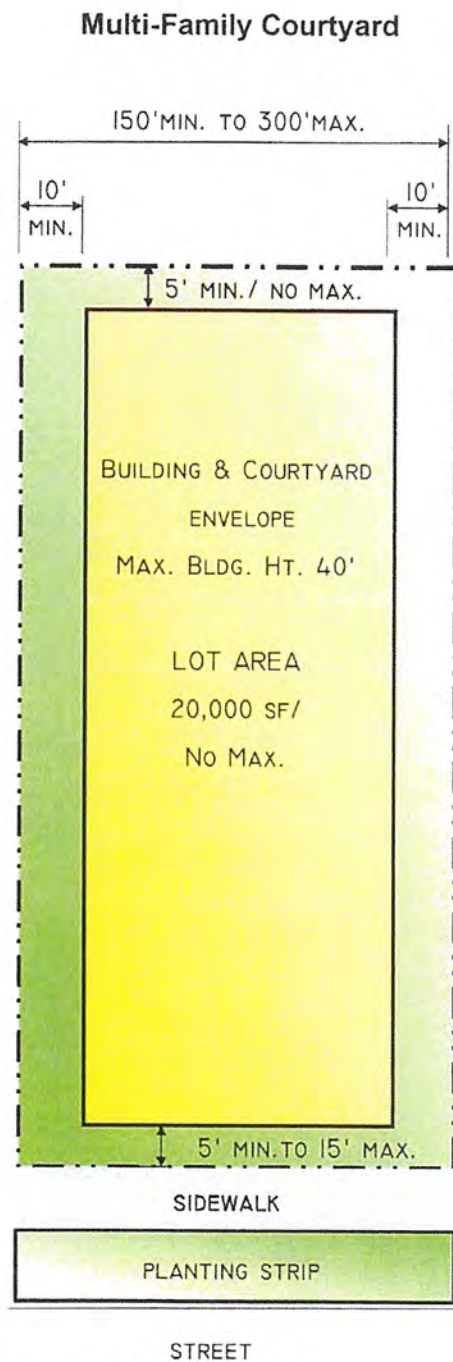 Multi-Family Courtyard
150'MIN. TO 300'MAX.
10' 10'
MIN. MIN.
5' MIN./ NO MAX.
BUILDING & COURTYARD
ENVELOPE
MAX. BLDG. HT. 40'
LOT AREA
20,000 SF/
NO MAX.
5' MIN.TO 15' MAX.
SIDEWALK
PLANTING STRIP
STREET